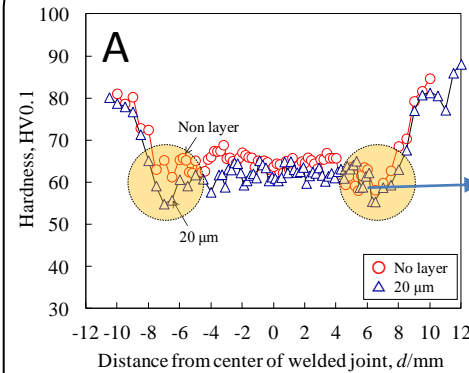 A
100
90
80
70
60
50
40
30
Hardness, HV0.1
Non layer
20 μm
No layer
20 μm
-12 -10 -8 -6 -4 -2 0 2 4 6 8 10 12
Distance from center of welded joint, d/mm